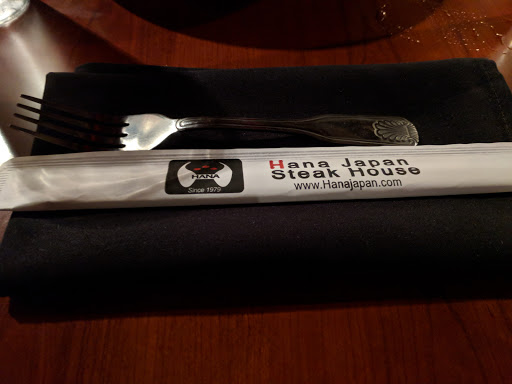 HANA
Since 1979
Hana Japan
Steak House
www.Hanajapan.com